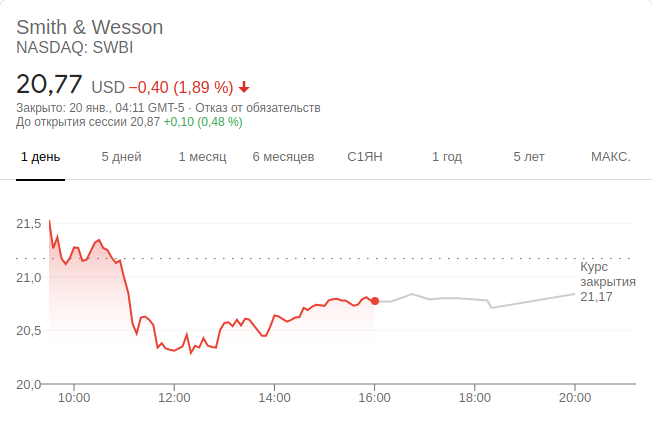 Smith & Wesson
NASDAQ: SWBI
20,77 USD −0,40 (1,89 %)
Закрыто: 20 янв., 04:11 GMT-5 · Отказ от обязательств
До открытия сессии 20,87 +0,10 (0,48 %)
1 день 5 дней 1 месяц 6 месяцев С1ЯН 1 год 5 лет МАКС.
21,5
21,0
20,5
20,0
Курс
закрытия
21,17
10:00 12:00 14:00 16:00 18:00 20:00